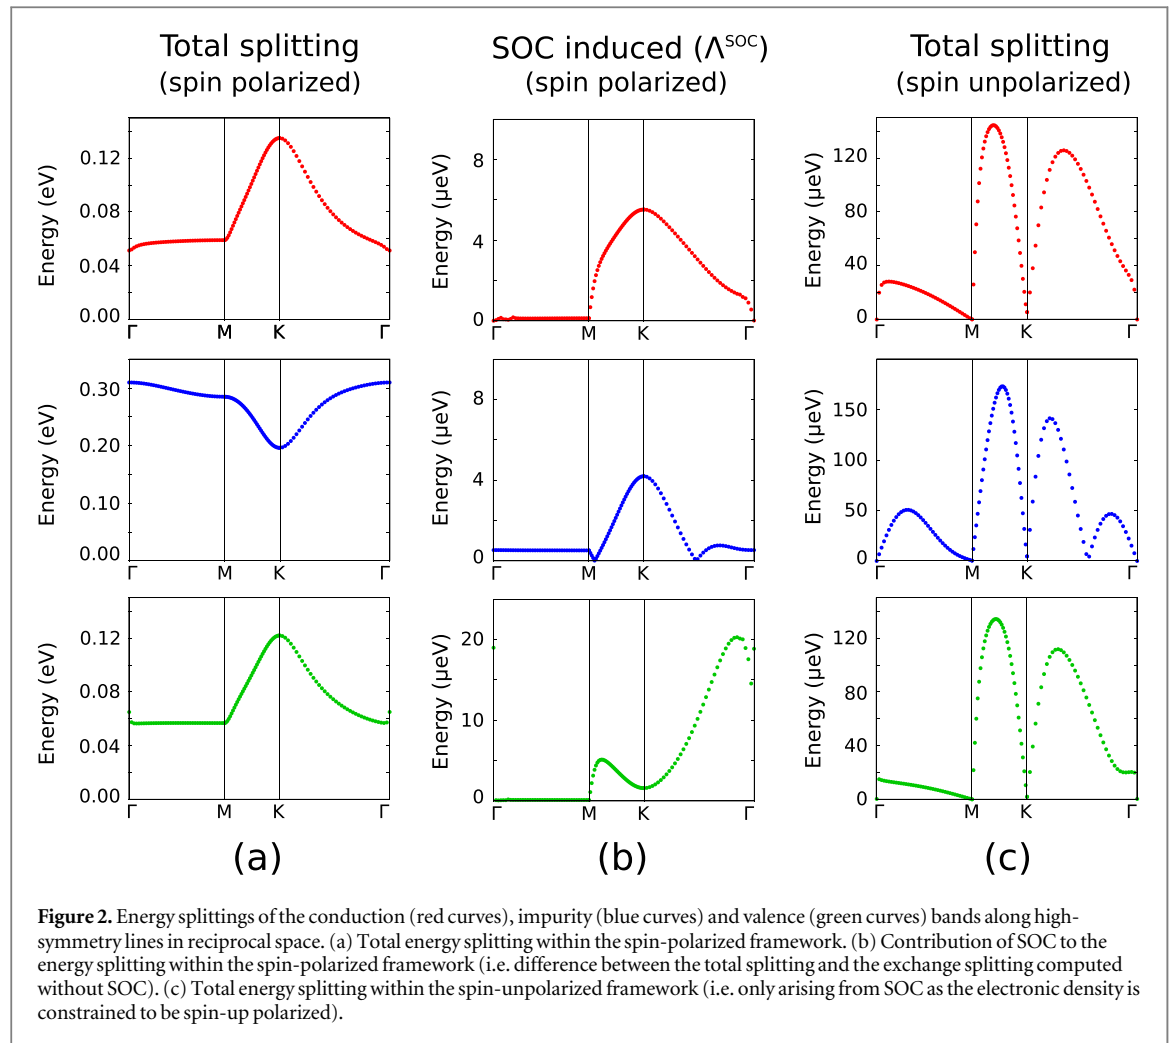 Total splitting
(spin polarized)
SOC induced (Λ^SOC)
(spin polarized)
Total splitting
(spin unpolarized)
Energy (eV)
0.12
0.08
0.04
0.00
Γ M K Γ
Energy (μeV)
8
4
0
Γ M K Γ
Energy (μeV)
120
80
40
0
Γ M K Γ
Energy (eV)
0.30
0.20
0.10
0.00
Γ M K Γ
Energy (μeV)
8
4
0
Γ M K Γ
Energy (μeV)
150
100
50
0
Γ M K Γ
Energy (eV)
0.12
0.08
0.04
0.00
Γ M K Γ
Energy (μeV)
20
10
0
Γ M K Γ
Energy (μeV)
120
80
40
0
Γ M K Γ
(a)
(b)
(c)
Figure 2. Energy splittings of the conduction (red curves), impurity (blue curves) and valence (green curves) bands along high-
symmetry lines in reciprocal space. (a) Total energy splitting within the spin-polarized framework. (b) Contribution of SOC to the
energy splitting within the spin-polarized framework (i.e. difference between the total splitting and the exchange splitting computed
without SOC). (c) Total energy splitting within the spin-unpolarized framework (i.e. only arising from SOC as the electronic density is
constrained to be spin-up polarized).